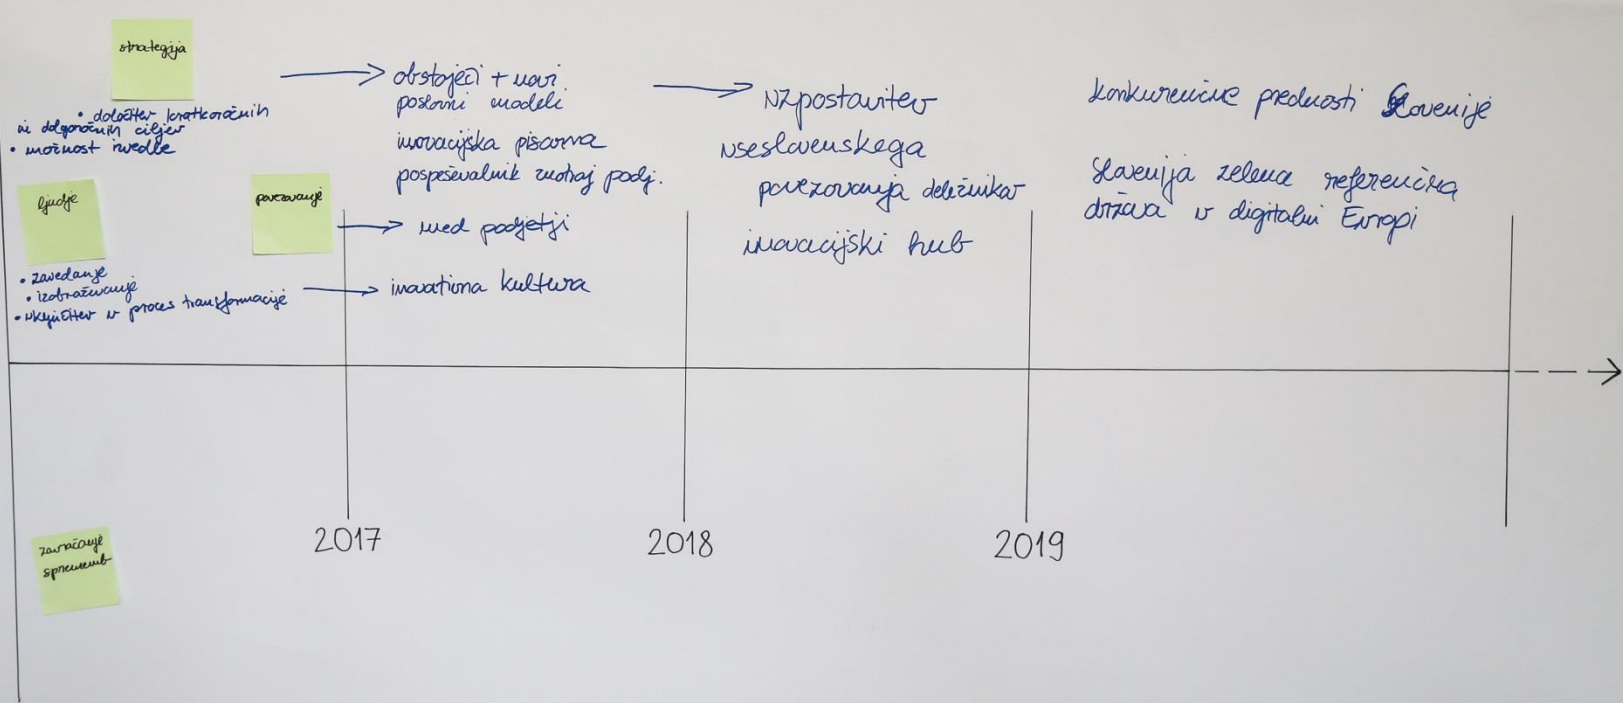 strategija
• določitev kratkoročnih
in dolgoročnih ciljev
• možnost izvedbe
ljudje
• zavedanje
• izobraževanje
• vključitev v proces transformacije
povezovanje
obstoječi + novi
poslovni modeli
inovacijska pisarna
pospeševalnik znotraj podj.
med podjetji
inovativna kultura
vzpostavitev
vseslovenskega
povezovanja deležnikov
inovacijski hub
konkurenčne prednosti Slovenije
Slovenija zelena referenčna
država v digitalni Evropi
2017
2018
2019
zavračanje
sprememb